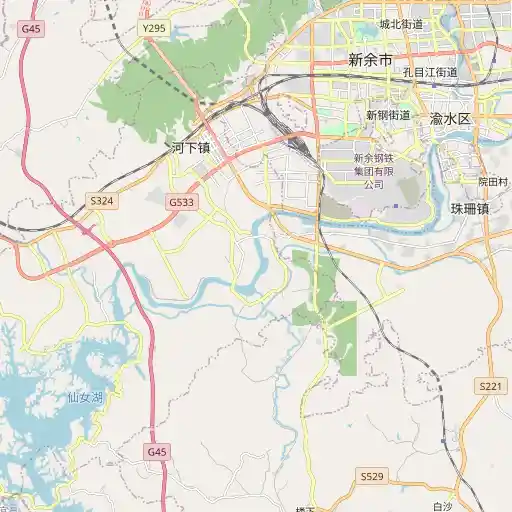 G45
Y295
城北街道
新余市
孔目江街道
新钢街道
渝水区
河下镇
新余钢铁
集团有限
公司
院田村
S324
G533
珠珊镇
S221
仙女湖
G45
S529
白沙